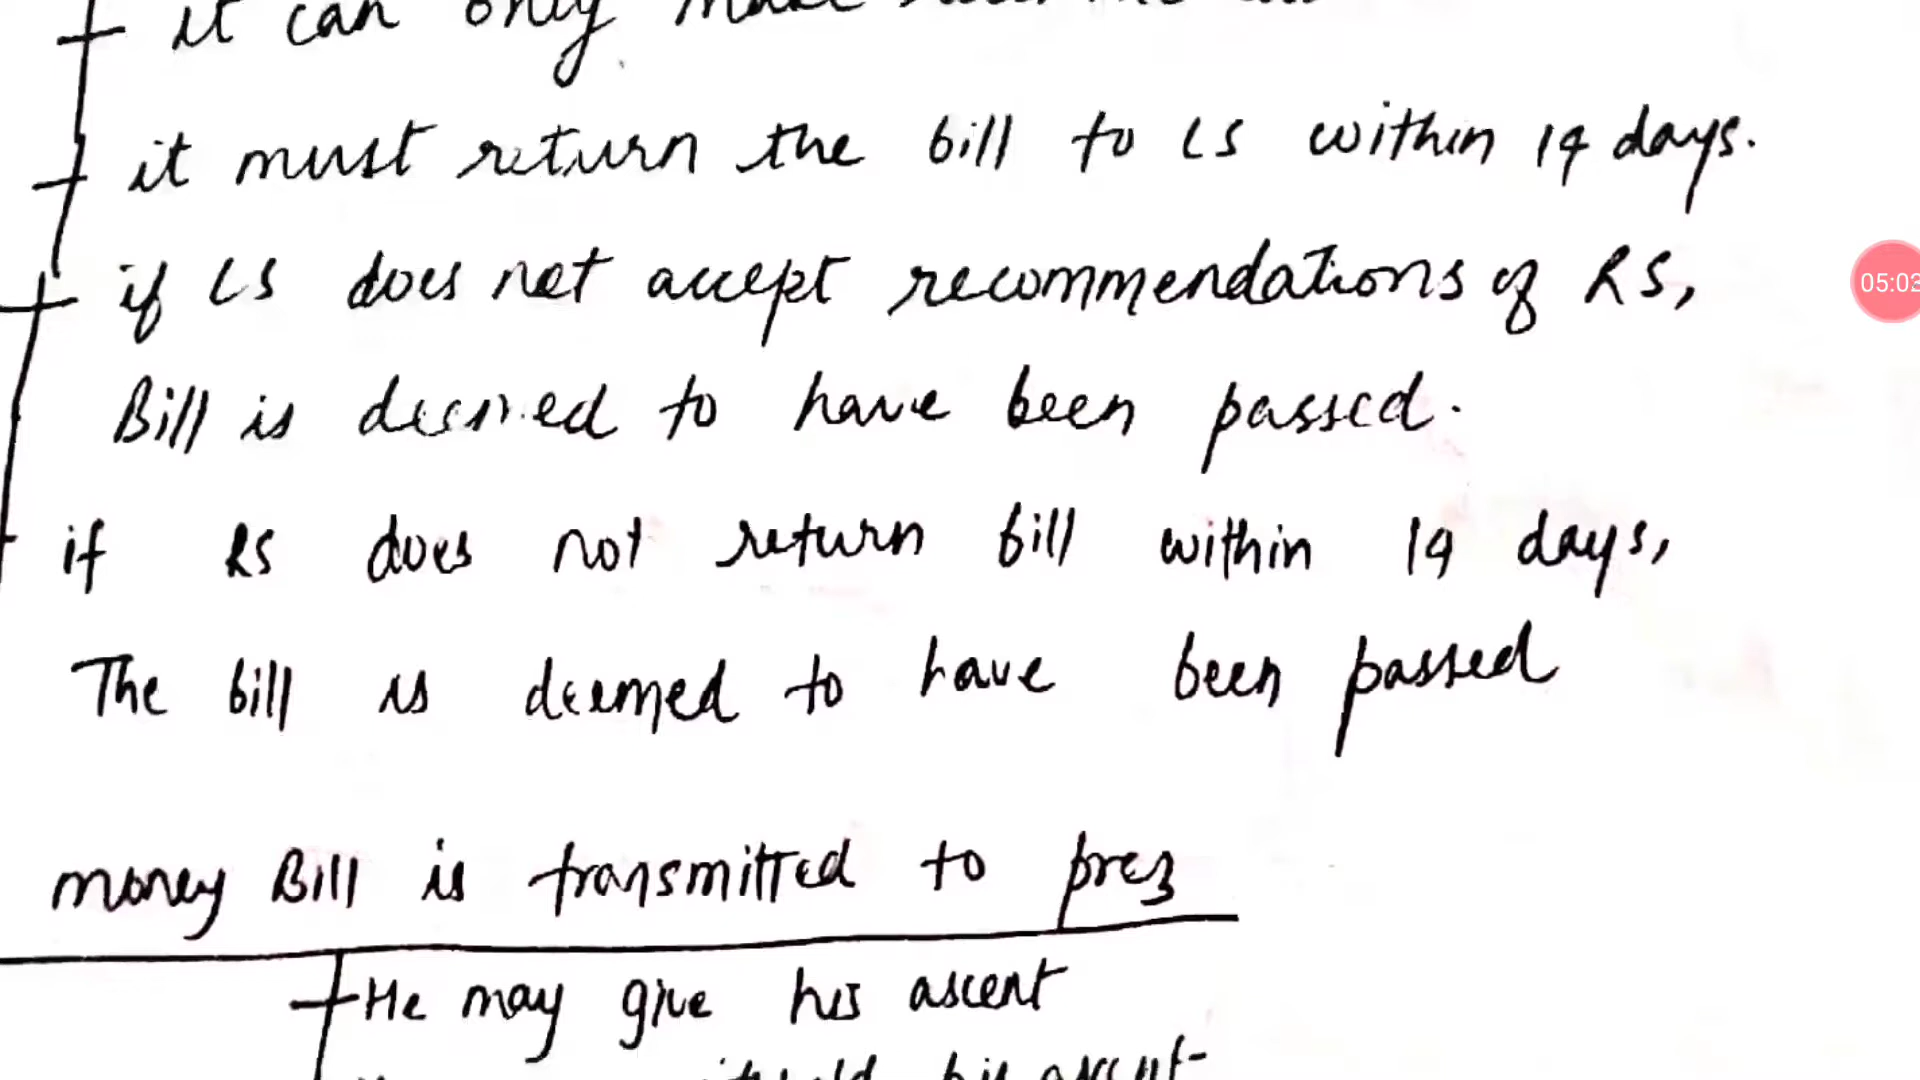 it can only make
it must return the bill to LS within 14 days.
if LS does not accept recommendations of RS,
05:03
Bill is deemed to have been passed.
if RS does not return bill within 14 days,
The bill is deemed to have been passed
money Bill is transmitted to prez
He may give his ascent
his ascent